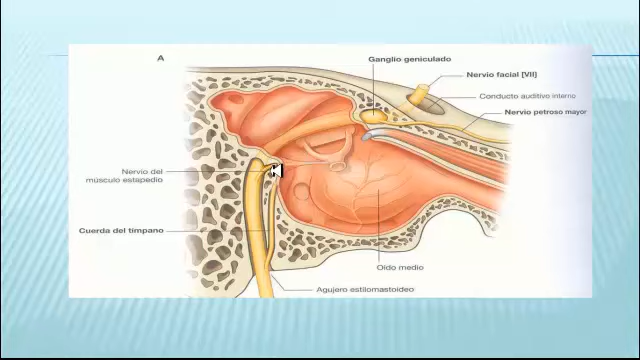 A
Ganglio geniculado
Nervio facial [VII]
Conducto auditivo interno
Nervio petroso mayor
Nervio del
músculo estapedio
Cuerda del tímpano
Oído medio
Agujero estilomastoideo